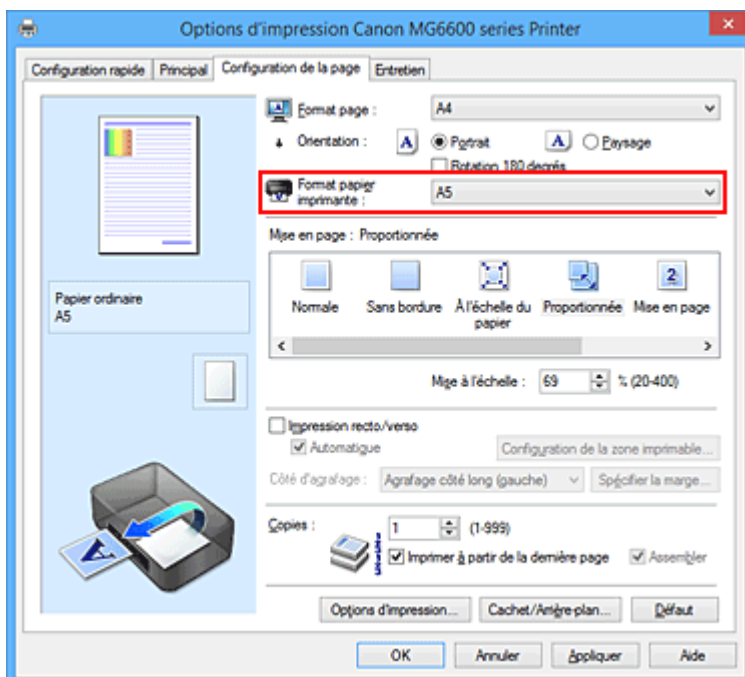 Options d'impression Canon MG6600 series Printer
Configuration rapide Principal Configuration de la page Entretien
Format page : A4
Orientation : A Portrait A Paysage
Rotation 180 degrés
Format papier imprimante : A5
Mise en page : Proportionnée
Normale Sans bordure À l'échelle du papier Proportionnée Mise en page
Papier ordinaire
A5
Mise à l'échelle : 69 % (20-400)
Impression recto/verso
Automatique Configuration de la zone imprimable...
Côté d'agrafage : Agrafage côté long (gauche) Spécifier la marge...
Copies : 1 (1-999)
Imprimer à partir de la dernière page Assembler
Options d'impression... Cachet/Arrière-plan... Défaut
OK Annuler Appliquer Aide